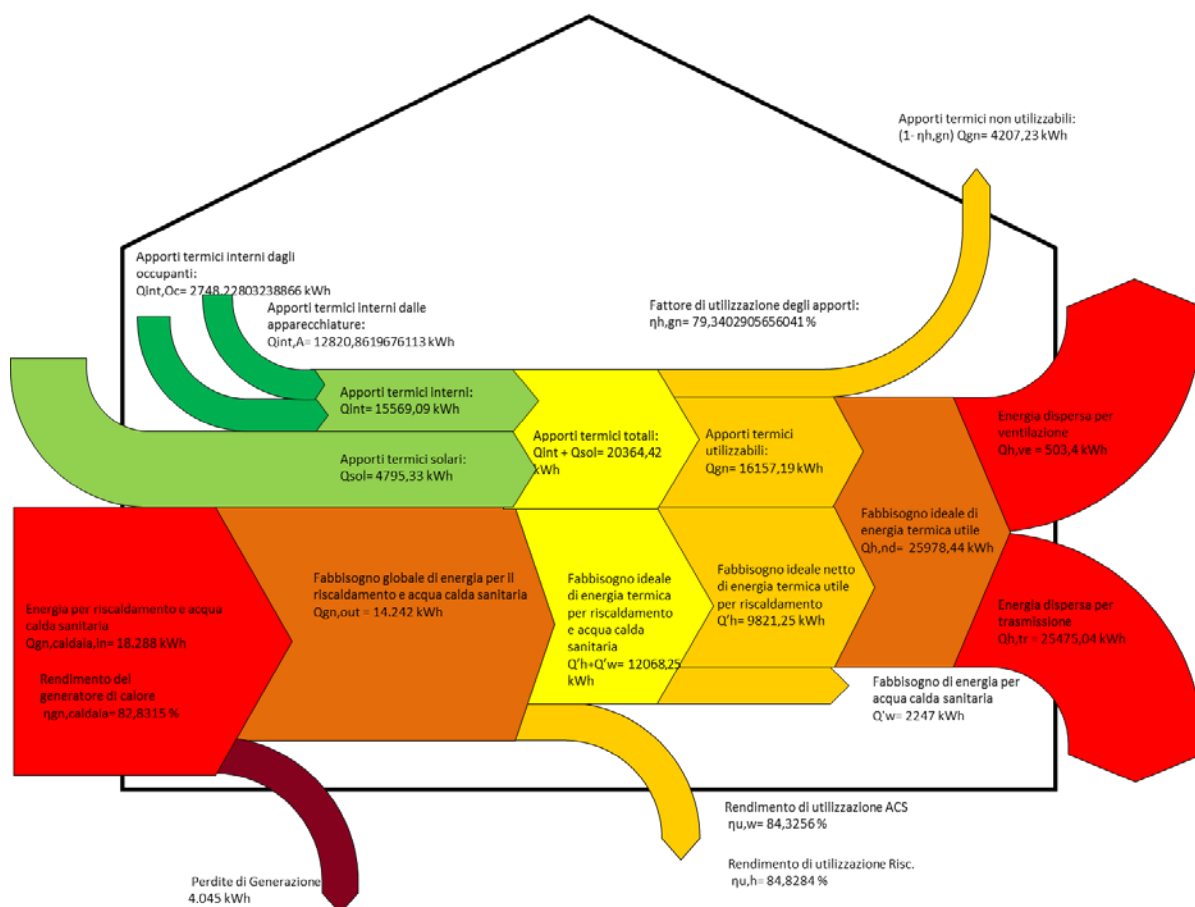 Apporti termici non utilizzabili:
(1- ηh,gn) Qgn= 4207,23 kWh
Apporti termici interni dagli
occupanti:
Qint,Oc= 2748,22803238866 kWh
Apporti termici interni dalle
apparecchiature:
Qint,A= 12820,8619676113 kWh
Fattore di utilizzazione degli apporti:
ηh,gn= 79,3402905656041 %
Apporti termici interni:
Qint= 15569,09 kWh
Apporti termici solari:
Qsol= 4795,33 kWh
Apporti termici totali:
Qint + Qsol= 20364,42
kWh
Apporti termici
utilizzabili:
Qgn= 16157,19 kWh
Energia dispersa per
ventilazione
Qh,ve = 503,4 kWh
Fabbisogno ideale di
energia termica utile
Qh,nd= 25978,44 kWh
Energia per riscaldamento e acqua
calda sanitaria
Qgn,caldaia,in= 18.288 kWh
Rendimento del
generatore di calore
ηgn,caldaia= 82,8315 %
Fabbisogno globale di energia per Il
riscaldamento e acqua calda sanitaria
Qgn,out = 14.242 kWh
Fabbisogno ideale
di energia termica
per riscaldamento
e acqua calda
sanitaria
Q'h+Q'w= 12068,25
kWh
Fabbisogno ideale netto
di energia termica utile
per riscaldamento
Q'h= 9821,25 kWh
Energia dispersa per
trasmissione
Qh,tr = 25475,04 kWh
Fabbisogno di energia per
acqua calda sanitaria
Q'w= 2247 kWh
Rendimento di utilizzazione ACS
ηu,w= 84,3256 %
Rendimento di utilizzazione Risc.
ηu,h= 84,8284 %
Perdite di Generazione
4.045 kWh